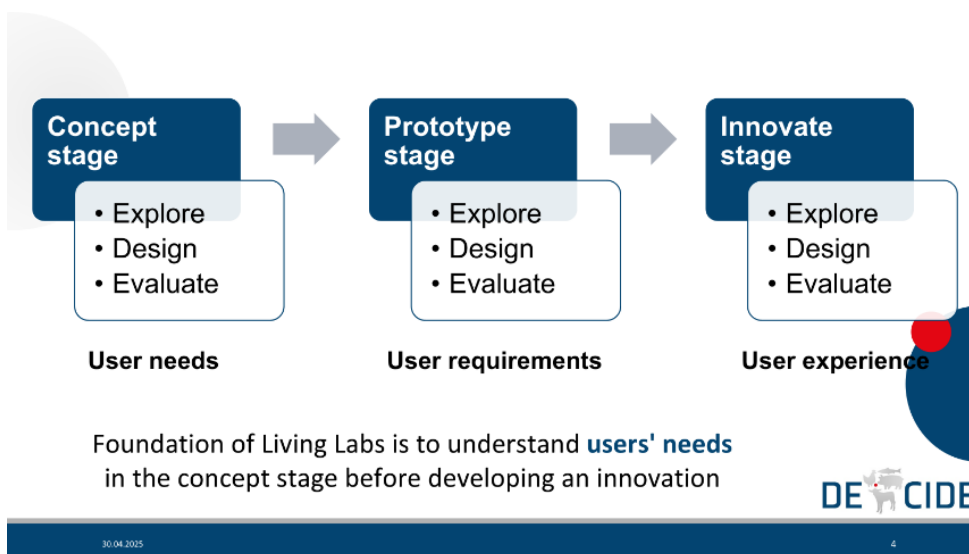 Concept
stage
• Explore
• Design
• Evaluate
User needs
Prototype
stage
• Explore
• Design
• Evaluate
User requirements
Innovate
stage
• Explore
• Design
• Evaluate
User experience
Foundation of Living Labs is to understand users' needs
in the concept stage before developing an innovation
DECIDE
30.04.2025
4